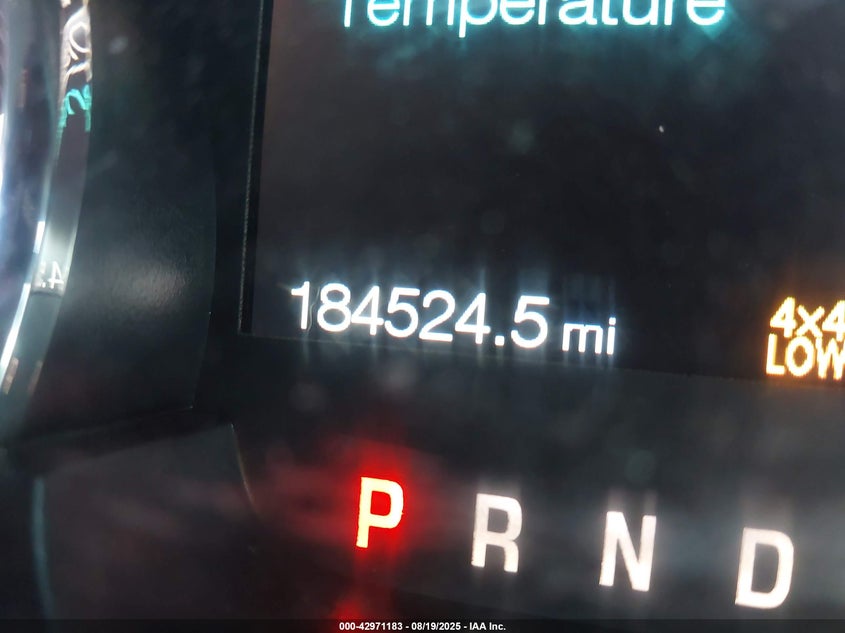 Temperature
184524.5 mi
4x4
LOW
P R N D
000-42971183 - 08/19/2025 - IAA Inc.